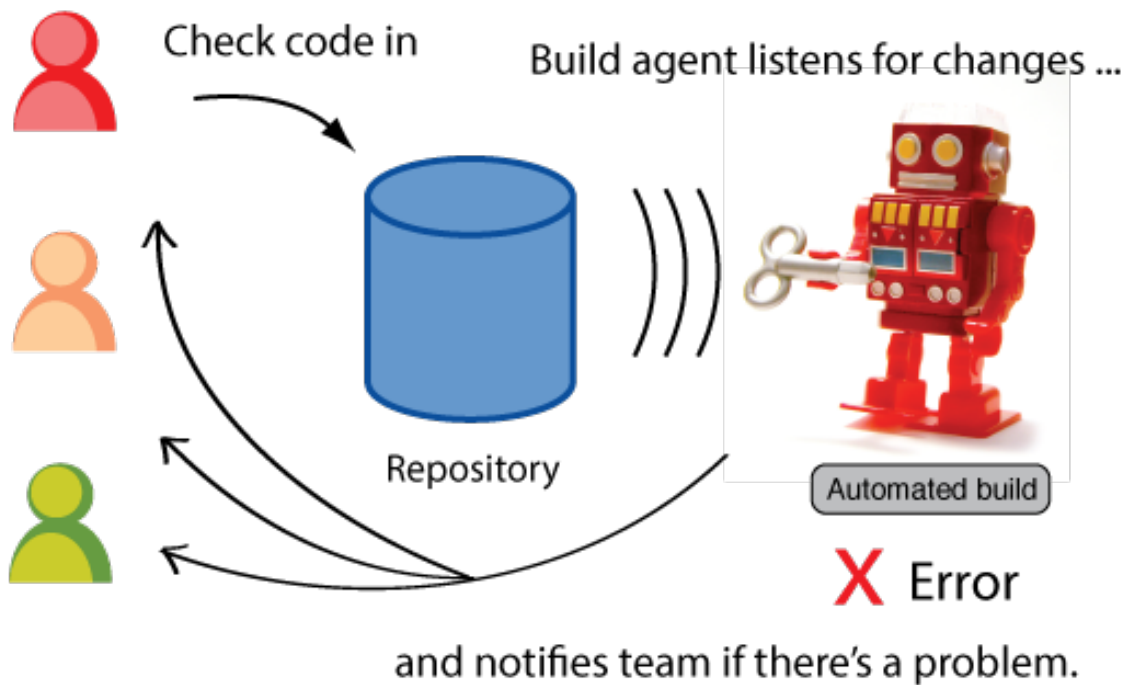 Check code in
Build agent listens for changes ...
Repository
Automated build
X Error
and notifies team if there's a problem.